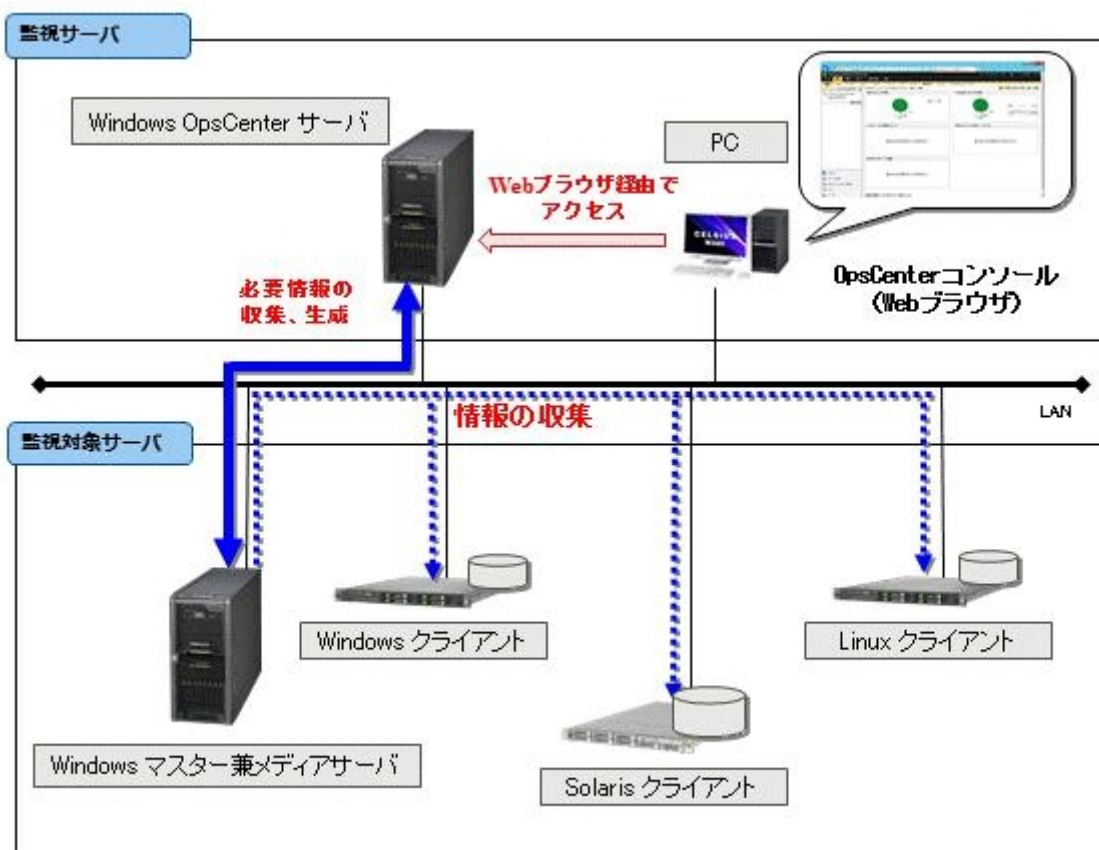 監視サーバ
Windows OpsCenter サーバ
PC
Webブラウザ経由で
アクセス
CELSIUS
必要情報の
収集、生成
OpsCenterコンソール
(Webブラウザ)
情報の収集
LAN
監視対象サーバ
Windows クライアント
Linux クライアント
Windows マスター兼メディアサーバ
Solaris クライアント